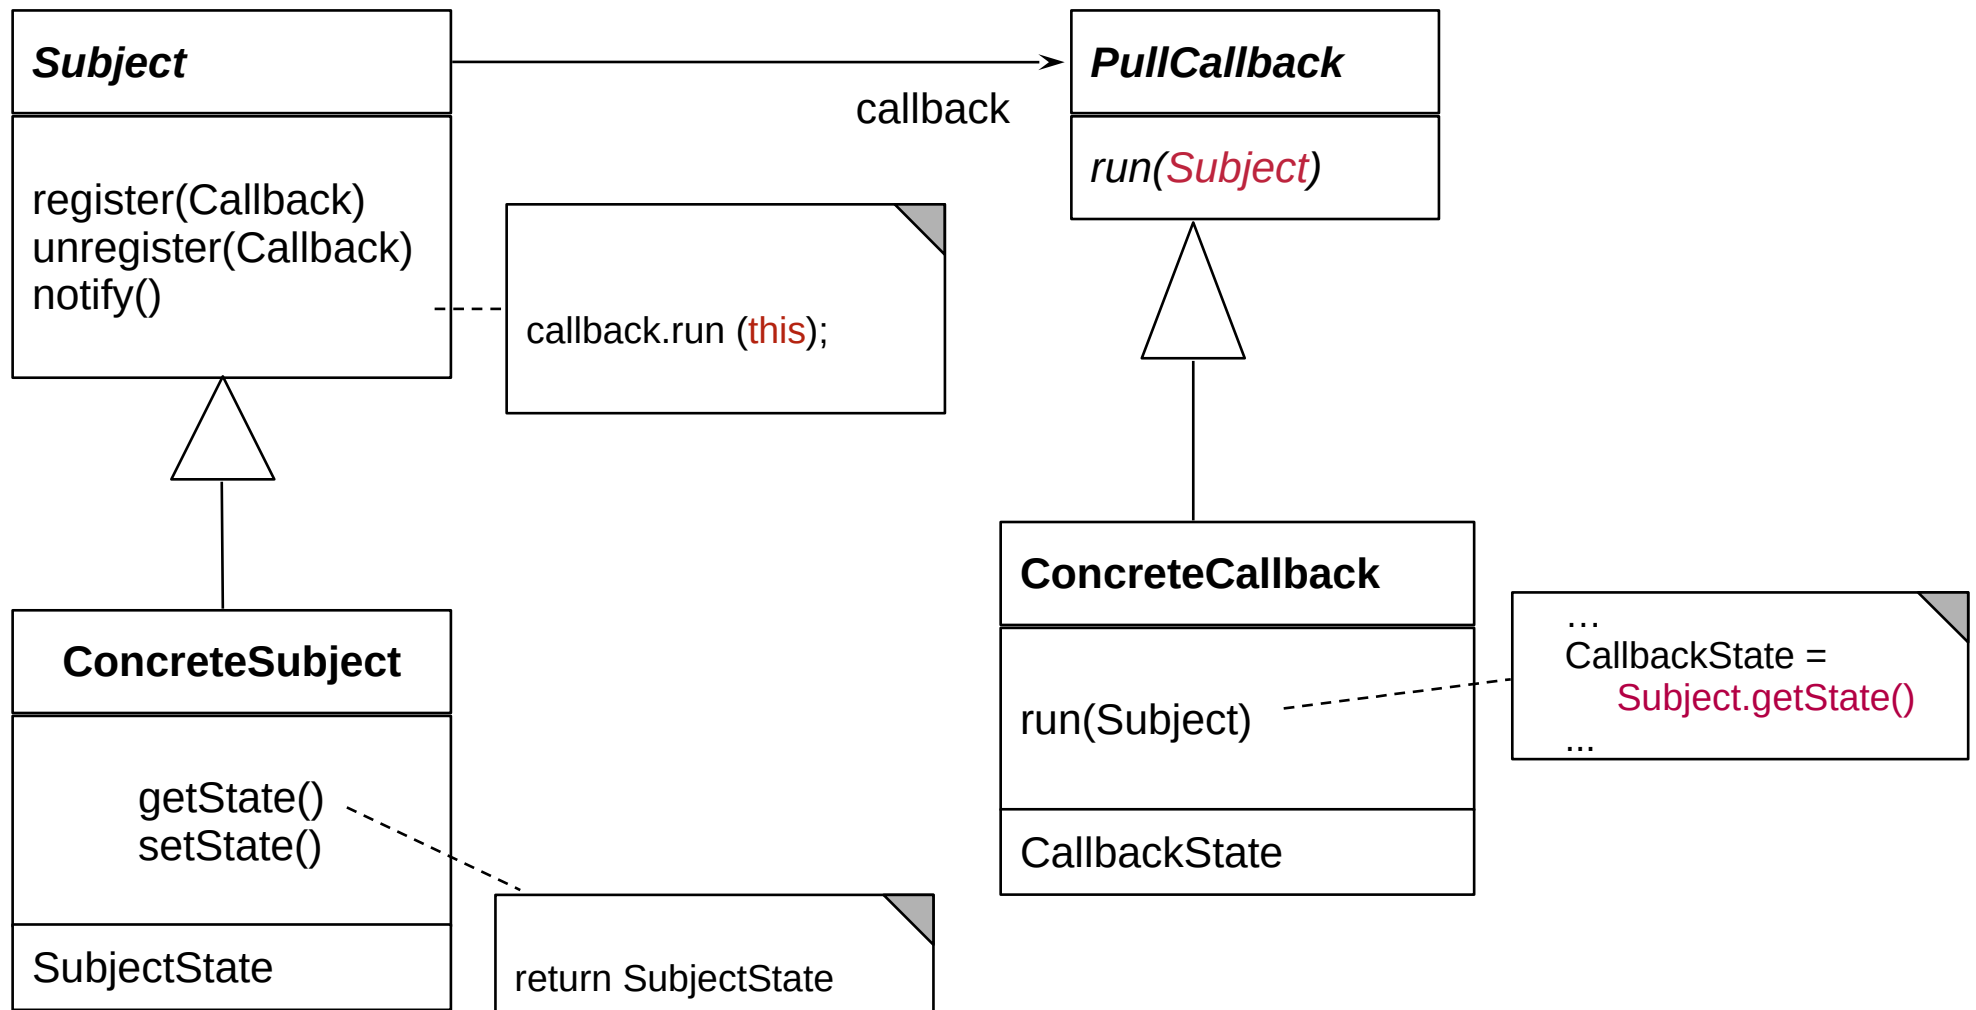 Subject
PullCallback
callback
run(Subject)
register(Callback)
unregister(Callback)
notify()
callback.run (this);
ConcreteCallback
…
CallbackState =
Subject.getState()
...
run(Subject)
CallbackState
ConcreteSubject
getState()
setState()
SubjectState
return SubjectState